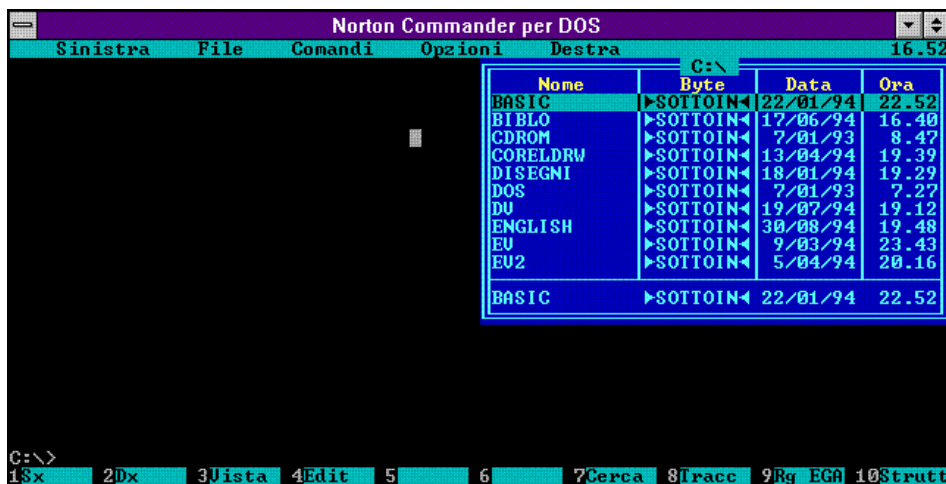 Norton Commander per DOS
Sinistra File Comandi Opzioni Destra 16.52
C:\
Nome Byte Data Ora
BASIC ►SOTTOIN◄ 22/01/94 22.52
BIBLO ►SOTTOIN◄ 17/06/94 16.40
CDROM ►SOTTOIN◄ 7/01/93 8.47
CORELDRW ►SOTTOIN◄ 13/04/94 19.39
DISEGNI ►SOTTOIN◄ 18/01/94 19.29
DOS ►SOTTOIN◄ 7/01/93 7.27
DV ►SOTTOIN◄ 19/07/94 19.12
ENGLISH ►SOTTOIN◄ 30/08/94 19.48
EV ►SOTTOIN◄ 9/03/94 23.43
EV2 ►SOTTOIN◄ 5/04/94 20.16
BASIC ►SOTTOIN◄ 22/01/94 22.52
C:\>
1Sx 2Dx 3Vista 4Edit 5 6 7Cerca 8Tracc 9Rg EGA 10Strutt